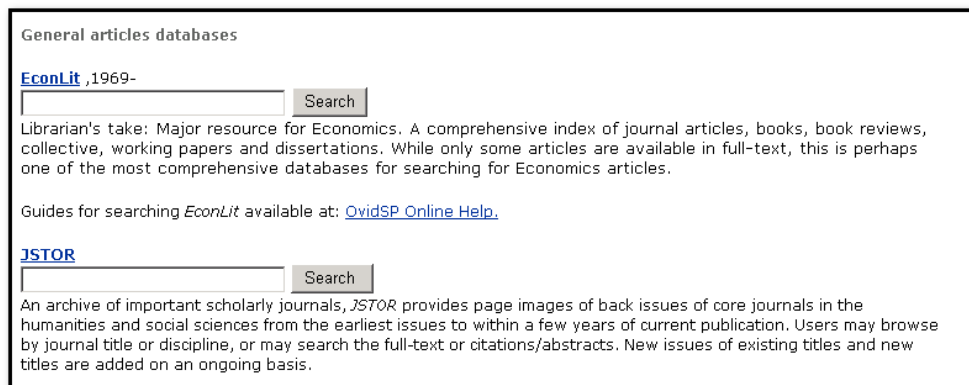 General articles databases
EconLit ,1969-
Search
Librarian's take: Major resource for Economics. A comprehensive index of journal articles, books, book reviews,
collective, working papers and dissertations. While only some articles are available in full-text, this is perhaps
one of the most comprehensive databases for searching for Economics articles.
Guides for searching EconLit available at: OvidSP Online Help.
JSTOR
Search
An archive of important scholarly journals, JSTOR provides page images of back issues of core journals in the
humanities and social sciences from the earliest issues to within a few years of current publication. Users may browse
by journal title or discipline, or may search the full-text or citations/abstracts. New issues of existing titles and new
titles are added on an ongoing basis.